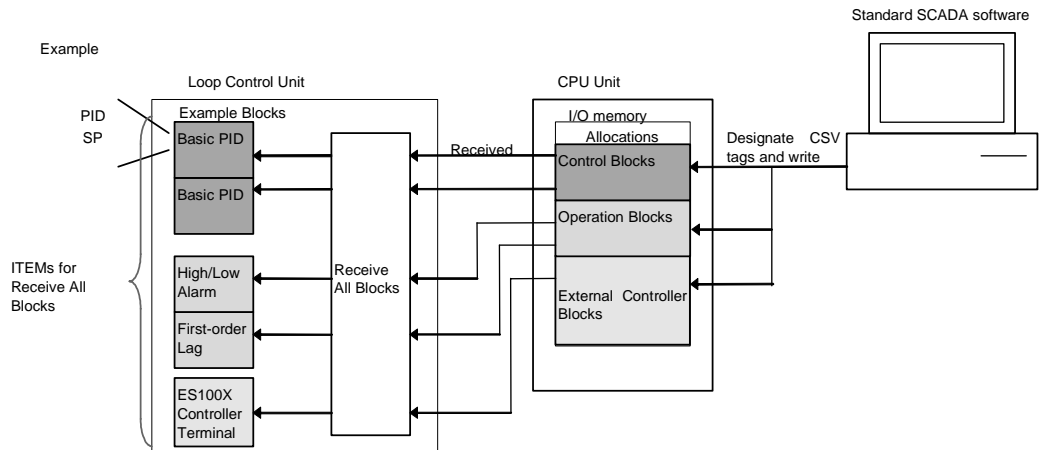 Standard SCADA software
Example
Loop Control Unit
CPU Unit
PID
SP
Example Blocks
Basic PID
Basic PID
High/Low
Alarm
First-order
Lag
ES100X
Controller
Terminal
ITEMs for
Receive All
Blocks
Receive
All Blocks
Received
I/O memory
Allocations
Control Blocks
Operation Blocks
External Controller
Blocks
Designate CSV
tags and write